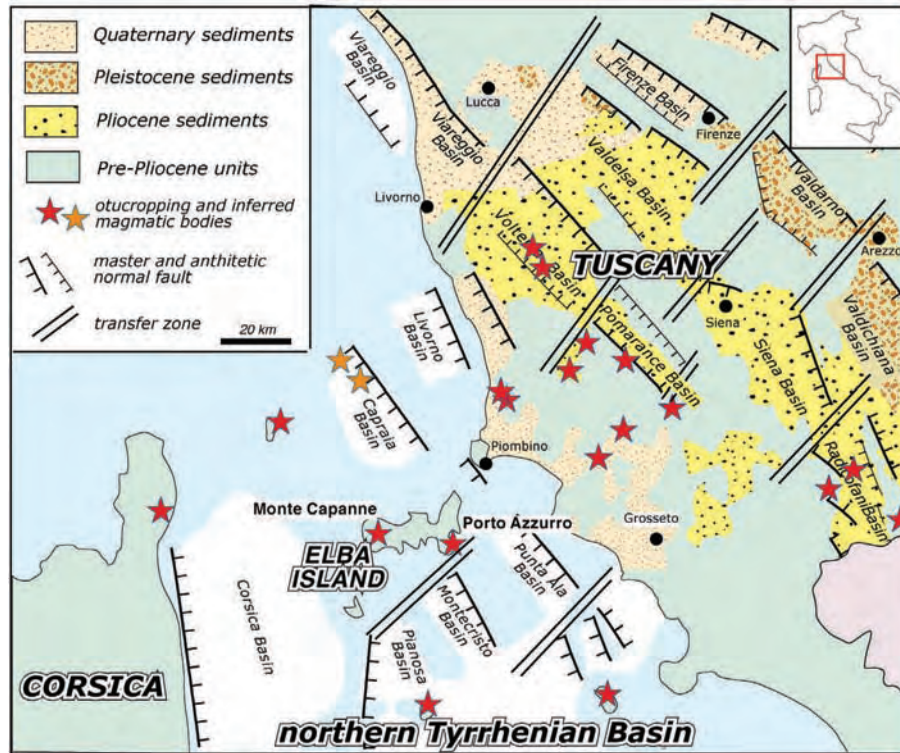 Quaternary sediments
Pleistocene sediments
Pliocene sediments
Pre-Pliocene units
otucropping and inferred
magmatic bodies
master and anthitetic
normal fault
transfer zone
20 km
Viareggio
Basin
Viareggio
Basin
Lucca
Firenze Basin
Firenze
Livorno
Valdelsa Basin
Valdarno
Basin
Arezzo
Volterra
Basin
TUSCANY
Siena
Valdichiana
Basin
Livorno
Basin
Pomarance Basin
Siena Basin
Capraia
Basin
Piombino
Radicofani
Basin
Monte Capanne
Porto Azzurro
Grosseto
ELBA
ISLAND
Punta Ala
Basin
Corsica Basin
Montecristo
Basin
Pianosa
Basin
CORSICA
northern Tyrrhenian Basin